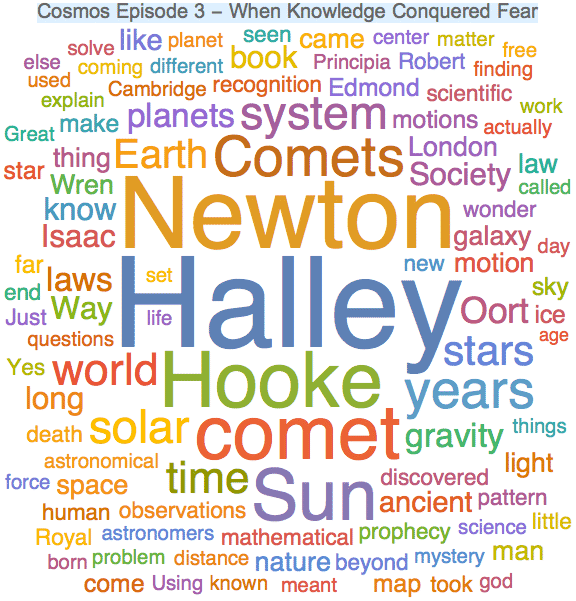 Cosmos Episode 3 – When Knowledge Conquered Fear
solve like planet seen came center matter free
else coming different book Principia Robert finding
used Cambridge recognition Edmond scientific
explain work
Great make planets system motions actually
star thing Earth Comets London law
Wren Society called
know Newton wonder
Isaac galaxy day
far set new motion
end laws Halley Oort sky
Just Way life ice
questions age
Yes world Hooke stars
long years
death solar comet gravity things
astronomical time light
force space Sun discovered
human observations ancient pattern
Royal astronomers mathematical prophecy science little
born problem distance nature beyond mystery man
come Using known meant map took god